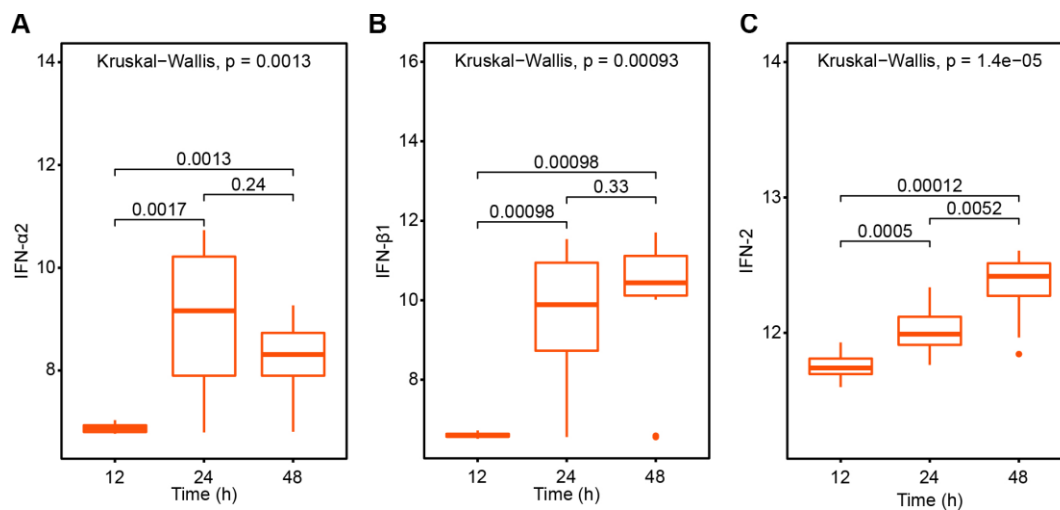 A
Kruskal−Wallis, p = 0.0013
14
12
10
8
IFN-α2
0.0013
0.24
0.0017
12 24 48
Time (h)
B
Kruskal−Wallis, p = 0.00093
16
14
12
10
8
IFN-β1
0.00098
0.33
0.00098
12 24 48
Time (h)
C
Kruskal−Wallis, p = 1.4e−05
14
13
12
IFN-2
0.00012
0.0052
0.0005
12 24 48
Time (h)